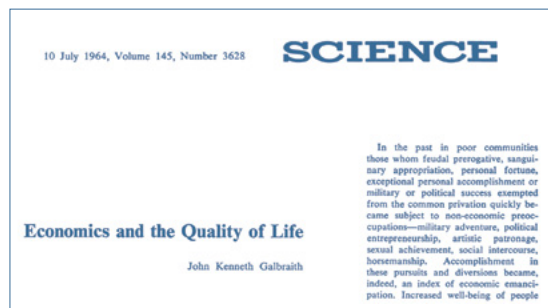 10 July 1964, Volume 145, Number 3628
SCIENCE
Economics and the Quality of Life
John Kenneth Galbraith
In the past in poor communities
those whom feudal prerogative, sangui-
nary appropriation, personal fortune,
exceptional personal accomplishment or
military or political success exempted
from the common privation quickly be-
came subject to non-economic preoc-
cupations—military adventure, political
entrepreneurship, artistic patronage,
sexual achievement, social intercourse,
horsemanship. Accomplishment in
these pursuits and diversions became,
indeed, an index of economic emanci-
pation. Increased well-being of people